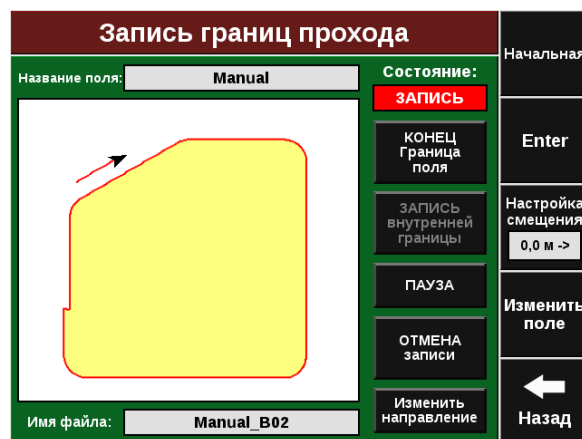 Запись границ прохода
Название поля:
Manual
Состояние:
ЗАПИСЬ
КОНЕЦ
Граница
поля
ЗАПИСЬ
внутренней
границы
ПАУЗА
ОТМЕНА
записи
Изменить
направление
Имя файла:
Manual_B02
Начальная
Enter
Настройка
смещения
0,0 м ->
Изменить
поле
Назад